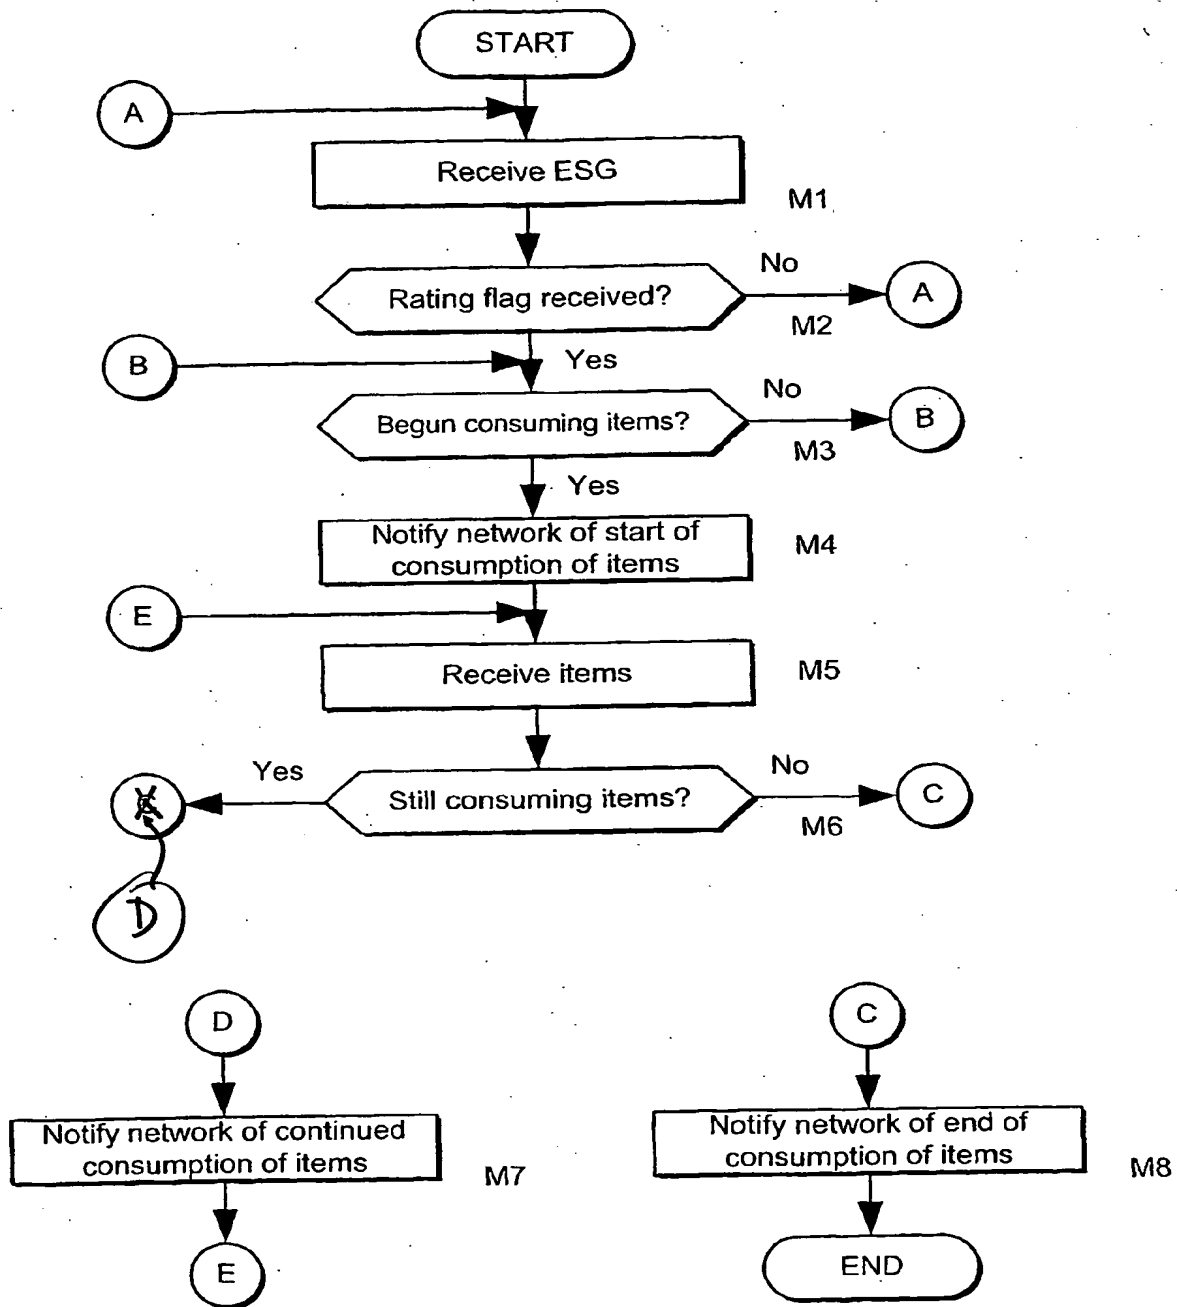 START
A
Receive ESG
M1
No
Rating flag received?
A
M2
B
Yes
No
Begun consuming items?
B
M3
Yes
Notify network of start of
consumption of items
M4
E
Receive items
M5
Yes
No
Still consuming items?
C
M6
D
D
C
Notify network of continued
consumption of items
M7
Notify network of end of
consumption of items
M8
E
END